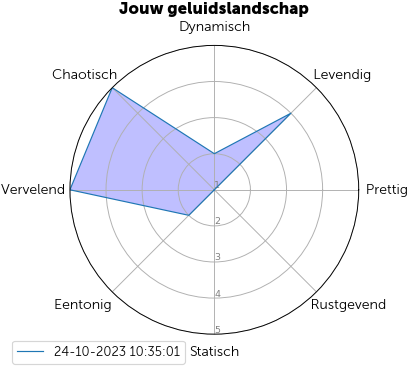 Jouw geluidslandschap
Dynamisch
Chaotisch
Levendig
Vervelend
1
Prettig
2
3
4
Eentonig
Rustgevend
5
24-10-2023 10:35:01
Statisch